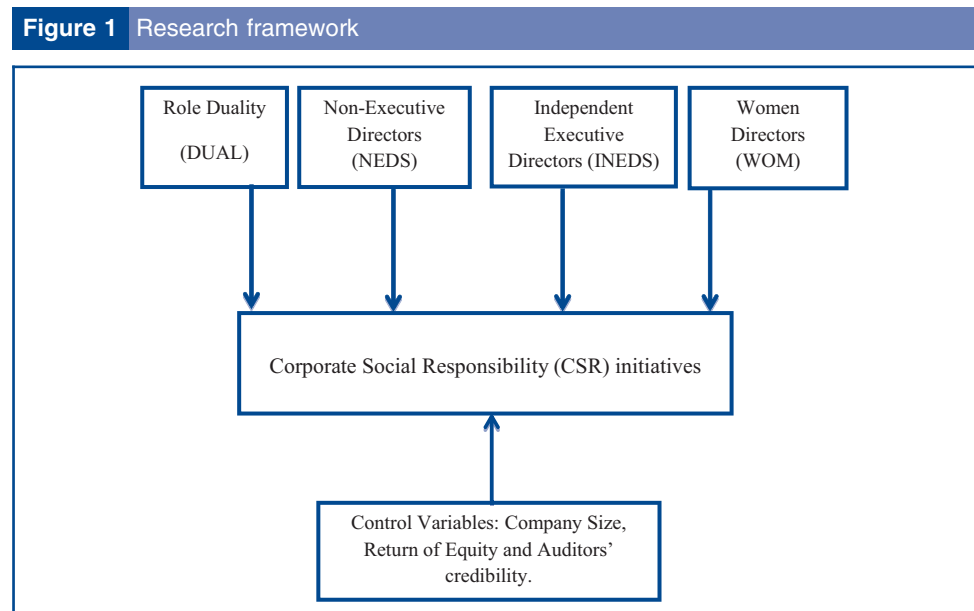 Figure 1 Research framework
Role Duality
(DUAL)
Non-Executive
Directors
(NEDS)
Independent
Executive
Directors (INEDS)
Women
Directors
(WOM)
Corporate Social Responsibility (CSR) initiatives
Control Variables: Company Size,
Return of Equity and Auditors’
credibility.